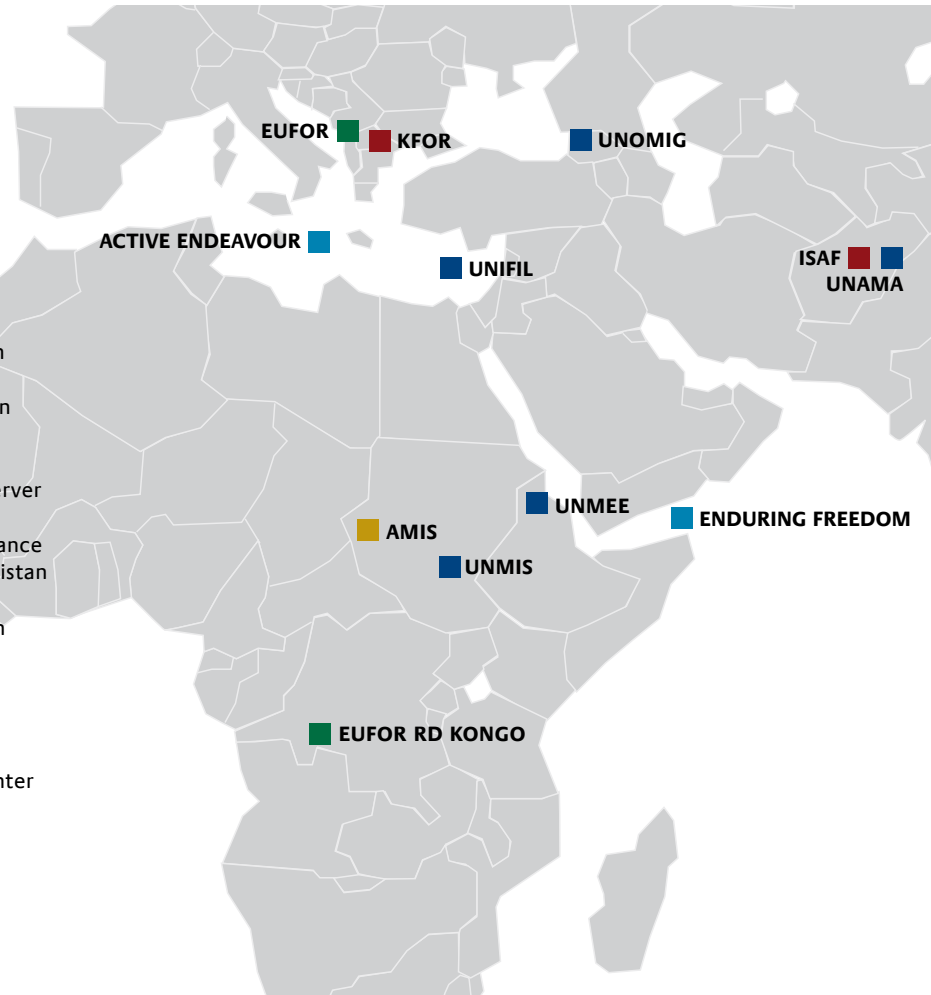 EUFOR
KFOR
UNOMIG
ACTIVE ENDEAVOUR
UNIFIL
ISAF
UNAMA
UNMEE
ENDURING FREEDOM
AMIS
UNMIS
EUFOR RD KONGO